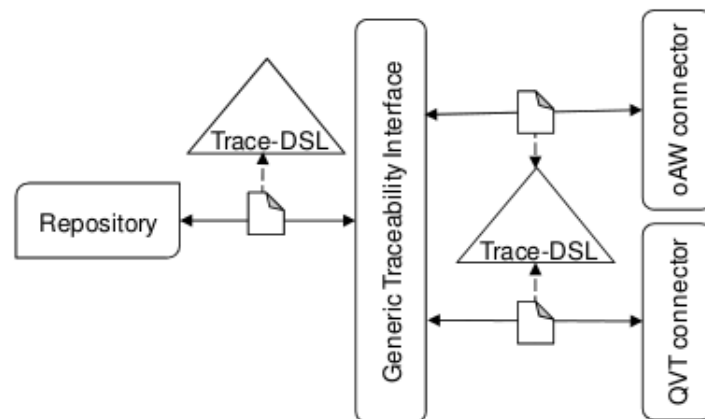 Trace-DSL
Repository
Generic Traceability Interface
oAW connector
Trace-DSL
QVT connector